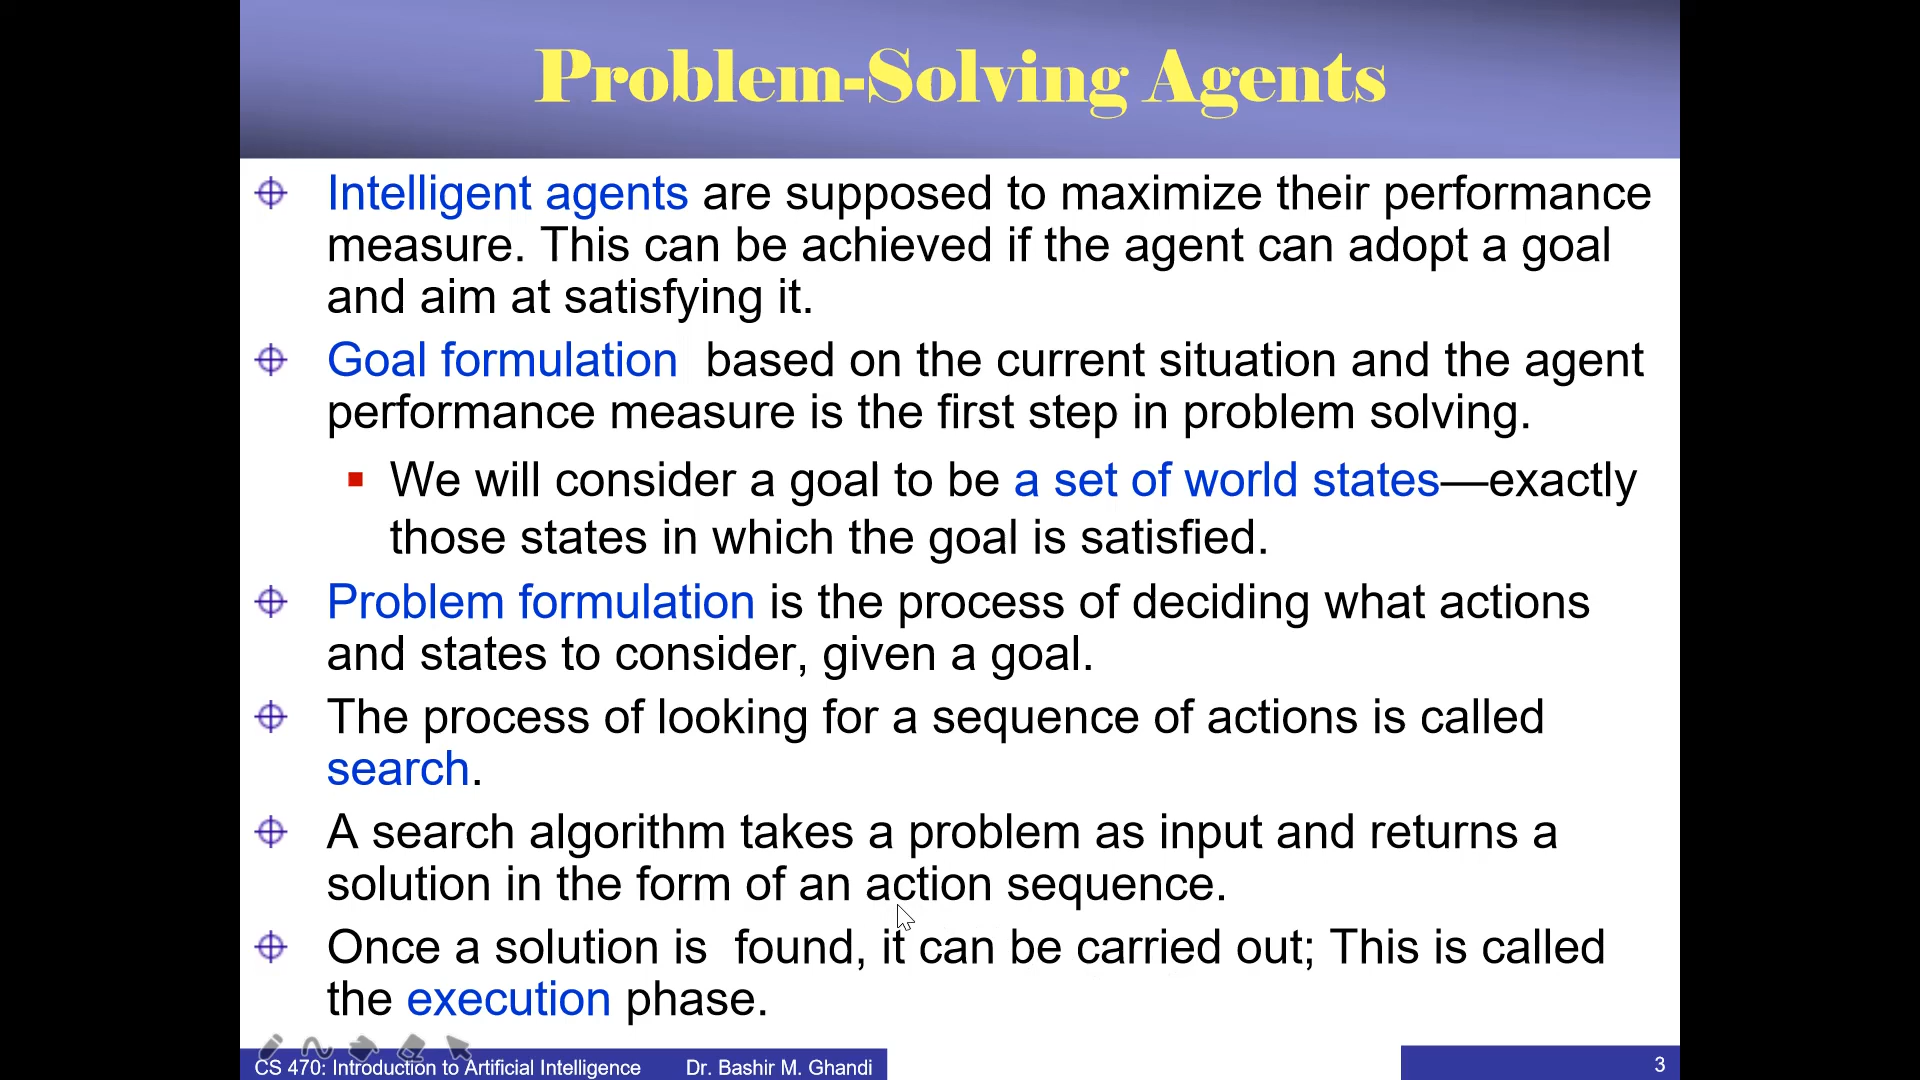 Problem-Solving Agents
Intelligent agents are supposed to maximize their performance
measure. This can be achieved if the agent can adopt a goal
and aim at satisfying it.
Goal formulation  based on the current situation and the agent
performance measure is the first step in problem solving.
We will consider a goal to be a set of world states—exactly
those states in which the goal is satisfied.
Problem formulation is the process of deciding what actions
and states to consider, given a goal.
The process of looking for a sequence of actions is called
search.
A search algorithm takes a problem as input and returns a
solution in the form of an action sequence.
Once a solution is  found, it can be carried out; This is called
the execution phase.
CS 470: Introduction to Artificial Intelligence Dr. Bashir M. Ghandi
3